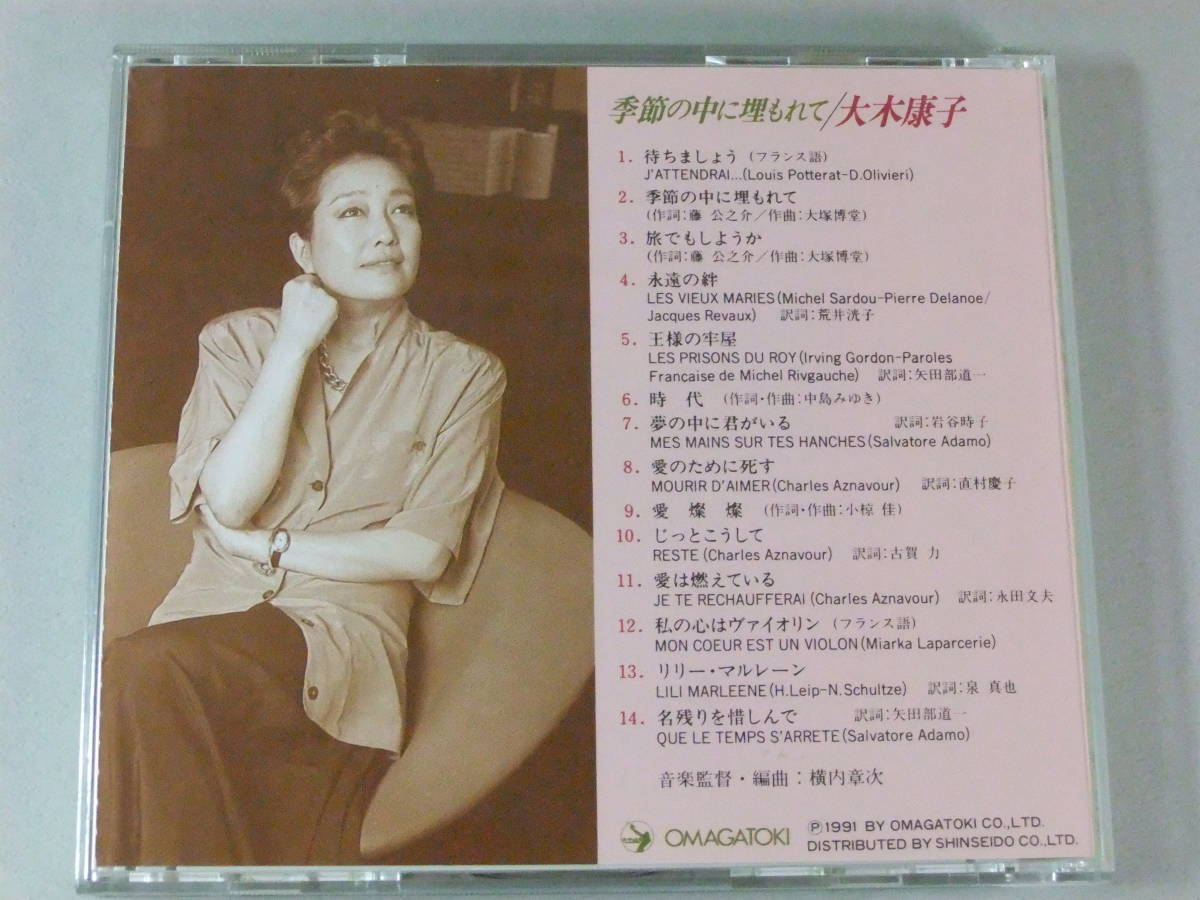 季節の中に埋もれて/大木康子
1. 待ちましょう (フランス語)
J'ATTENDRAI...(Louis Potterat-D.Olivieri)
2. 季節の中に埋もれて
(作詞:藤 公之介/作曲:大塚博堂)
3. 旅でもしようか
(作詞:藤 公之介/作曲:大塚博堂)
4. 永遠の絆
LES VIEUX MARIES(Michel Sardou-Pierre Delanoe/
Jacques Revaux) 訳詞:荒井洸子
5. 王様の牢屋
LES PRISONS DU ROY(Irving Gordon-Paroles
Française de Michel Rivgauche) 訳詞:矢田部道一
6. 時 代 (作詞・作曲:中島みゆき)
7. 夢の中に君がいる 訳詞:岩谷時子
MES MAINS SUR TES HANCHES(Salvatore Adamo)
8. 愛のために死す
MOURIR D'AIMER(Charles Aznavour) 訳詞:直村慶子
9. 愛 燦 燦 (作詞・作曲:小椋 佳)
10. じっとこうして
RESTE(Charles Aznavour) 訳詞:古賀 力
11. 愛は燃えている
JE TE RECHAUFFERAI(Charles Aznavour) 訳詞:永田文夫
12. 私の心はヴァイオリン (フランス語)
MON COEUR EST UN VIOLON(Miarka Laparcerie)
13. リリー・マルレーン
LILI MARLEENE(H.Leip-N.Schultze) 訳詞:泉 真也
14. 名残りを惜しんで 訳詞:矢田部道一
QUE LE TEMPS S'ARRETE(Salvatore Adamo)
音楽監督・編曲:横内章次
OMAGATOKI
Ⓟ1991 BY OMAGATOKI CO.,LTD.
DISTRIBUTED BY SHINSEIDO CO.,LTD.